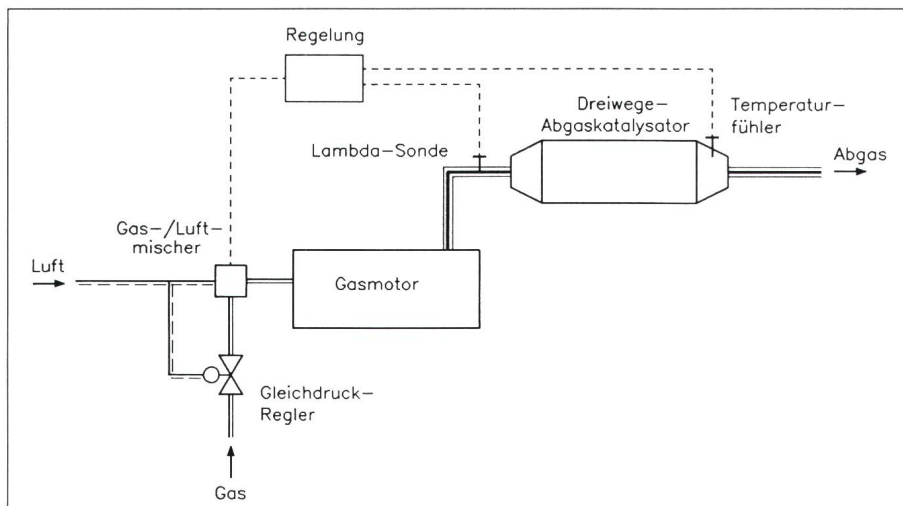 Regelung
Dreiwege-
Abgaskatalysator
Temperatur-
fühler
Lambda-Sonde
Abgas
Gas-/Luft-
mischer
Luft
Gasmotor
Gleichdruck-
Regler
Gas